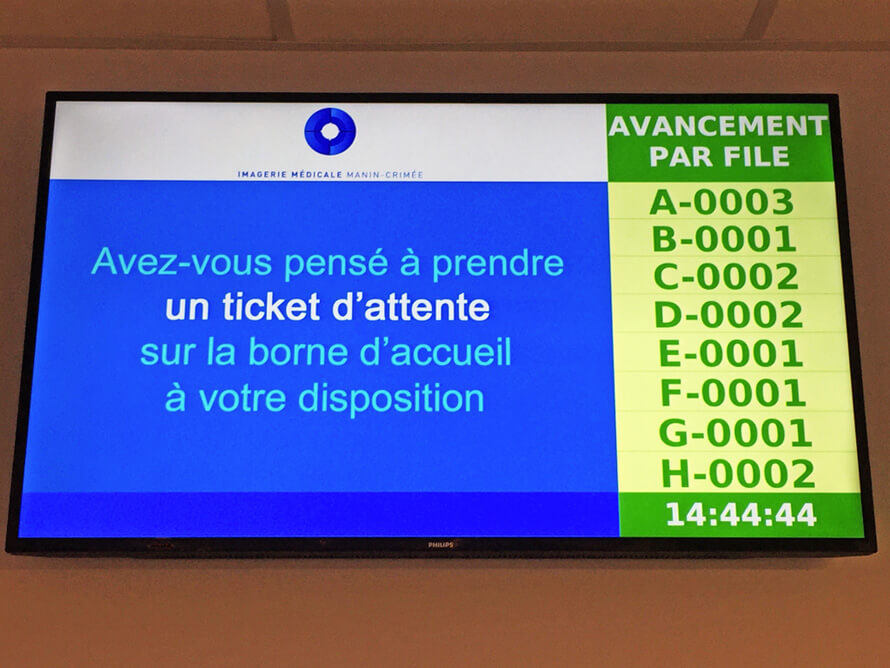 IMAGERIE MÉDICALE MANIN-CRIMÉE
Avez-vous pensé à prendre
un ticket d'attente
sur la borne d'accueil
à votre disposition
AVANCEMENT
PAR FILE
A-0003
B-0001
C-0002
D-0002
E-0001
F-0001
G-0001
H-0002
14:44:44
PHILIPS